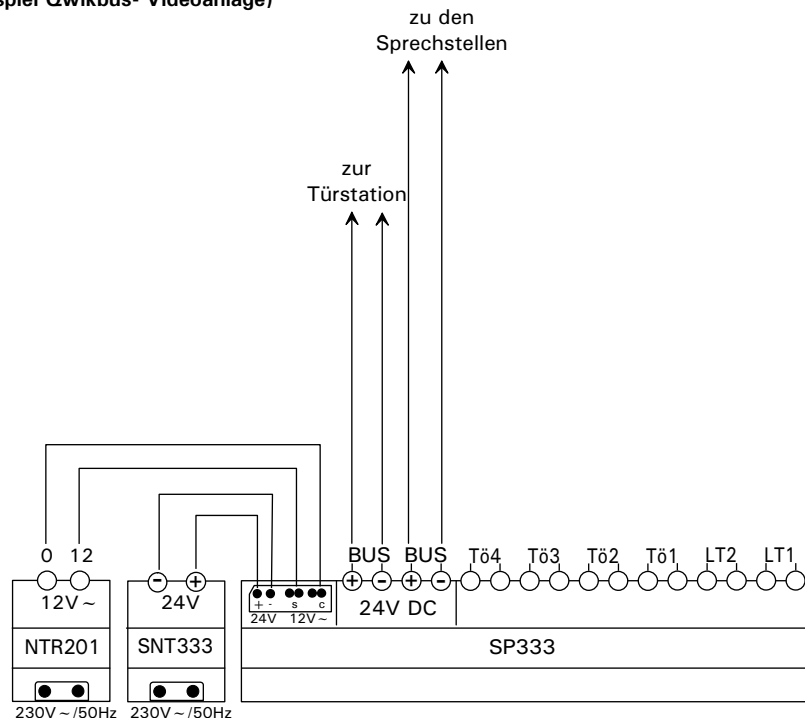 spiel Qwikbus- Videoanlage)
zu den
Sprechstellen
zur
Türstation
0 12
BUS BUS Tö4 Tö3 Tö2 Tö1 LT2 LT1
- + + - + -
12V~ 24V + - s c 24V DC
24V 12V~
NTR201 SNT333 SP333
230V~/50Hz 230V~/50Hz